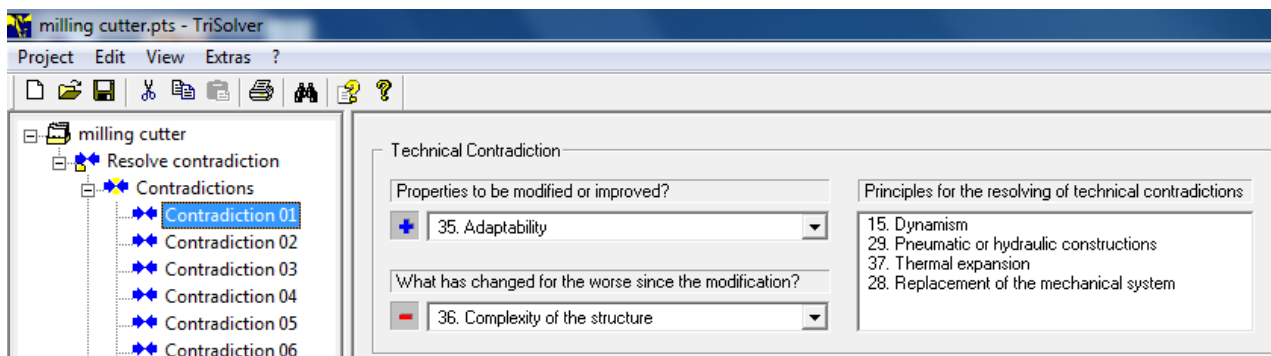 milling cutter.pts - TriSolver
Project Edit View Extras ?
milling cutter
Resolve contradiction
Contradictions
Contradiction 01
Contradiction 02
Contradiction 03
Contradiction 04
Contradiction 05
Contradiction 06
Technical Contradiction
Properties to be modified or improved?
35. Adaptability
What has changed for the worse since the modification?
36. Complexity of the structure
Principles for the resolving of technical contradictions
15. Dynamism
29. Pneumatic or hydraulic constructions
37. Thermal expansion
28. Replacement of the mechanical system